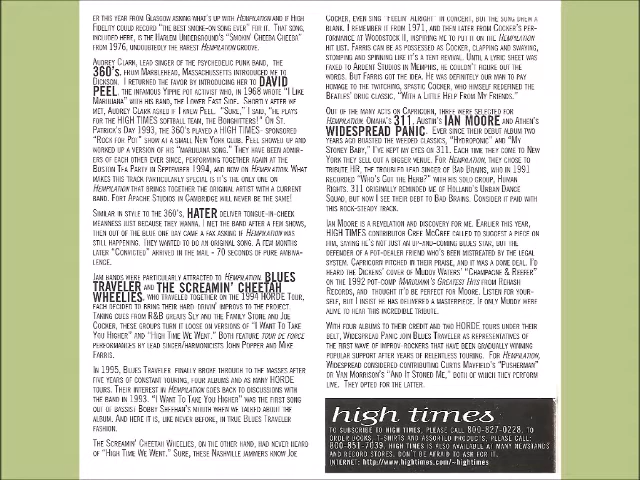 er this year from Glasgow asking what's up with Hempilation and if High
Fidelity could record "the best smoke-on song ever" for it. That song,
included here, is the Harlem Underground's "Smokin' Cheeba Cheeba"
from 1976, undoubtedly the rarest Hempilation groove.
Audrey Clark, lead singer of the psychedelic punk band, the
360's, from Marblehead, Massachusetts introduced me to
Dickson. I returned the favor by introducing her to DAVID
PEEL, the infamous Yippie pot activist who, in 1968 wrote "I Like
Marijuana" with his band, the Lower East Side. Shortly after we
met, Audrey Clark asked if I knew Peel. "Sure," I said, "he plays
for the HIGH TIMES softball team, the Bonghitters!" On St.
Patrick's Day 1993, the 360's played a HIGH TIMES- sponsored
"Rock for Pot" show at a small New York club. Peel showed up and
worked up a version of his "marijuana song." They have been admir-
ers of each other ever since, performing together again at the
Boston Tea Party in September 1994, and now on Hempilation. What
makes this track particularly special is it's the only one on
Hempilation that brings together the original artist with a current
band. Fort Apache Studios in Cambridge will never be the same!
Similar in style to the 360's, HATER deliver tongue-in-cheek
meanness just because they wanna. I met the band after a few shows,
then out of the blue one day came a fax asking if Hempilation was
still happening. They wanted to do an original song. A few months
later "Convicted" arrived in the mail - 70 seconds of pure ambiva-
lence.
Jam bands were particularly attracted to Hempilation. BLUES
TRAVELER and THE SCREAMIN' CHEETAH
WHEELIES, who traveled together on the 1994 HORDE Tour,
each decided to bring their hard-drivin' improvs to the project.
Taking cues from R&B greats Sly and the Family Stone and Joe
Cocker, these groups turn it loose on versions of "I Want To Take
You Higher" and "High Time We Went." Both feature tour de force
performances by lead singer/harmonicists John Popper and Mike
Farris.
In 1995, Blues Traveler finally broke through to the masses after
five years of constant touring, four albums and as many HORDE
tours. Their interest in Hempilation goes back to discussions with
the band in 1993. "I Want To Take You Higher" was the first song
out of bassist Bobby Sheehan's mouth when we talked about the
album. And here it is, like never before, in true Blues Traveler
fashion.
The Screamin' Cheetah Wheelies, on the other hand, had never heard
of "High Time We Went." Sure, these Nashville jammers know Joe
Cocker, even sing "Feelin' Alright" in concert, but the song drew a
blank. I remember it from 1971, and then later from Cocker's per-
formance at Woodstock II, inspiring me to put it on the Hempilation
hit list. Farris can be as possessed as Cocker, clapping and swaying,
stomping and spinning like it's a tent revival. Until a lyric sheet was
faxed to Ardent Studios in Memphis, he couldn't figure out the
words. But Farris got the idea. He was definitely our man to pay
homage to the twitching, spastic Cocker, who himself redefined the
Beatles' drug classic, "With a Little Help From My Friends."
Out of the many acts on Capricorn, three were selected for
Hempilation: Omaha's 311, Austin's IAN MOORE and Athen's
WIDESPREAD PANIC. Ever since their debut album two
years ago boasted the weeded classics, "Hydroponic" and "My
Stoney Baby," I've kept my eyes on 311. Each time they come to New
York they sell out a bigger venue. For Hempilation, they chose to
tribute HR, the troubled lead singer of Bad Brains, who in 1991
recorded "Who's Got the Herb?" with his solo group, Human
Rights. 311 originally reminded me of Holland's Urban Dance
Squad, but now I see their debt to Bad Brains. Consider it paid with
this rock-steady track.
Ian Moore is a revelation and discovery for me. Earlier this year,
HIGH TIMES contributor Cree McCree called to suggest a piece on
him, saying he's not just an up-and-coming blues star, but the
defender of a pot-dealer friend who's been mistreated by the legal
system. Capricorn pitched in their praise, and it was a done deal. I'd
heard the Dickens' cover of Muddy Waters' "Champagne & Reefer"
on the 1992 pot-comp Marijuana's Greatest Hits from Rehash
Records, and thought it'd be perfect for Moore. Listen for your-
self, but I insist he has delivered a masterpiece. If only Muddy were
alive to hear this incredible tribute.
With four albums to their credit and two HORDE tours under their
belt, Widespread Panic join Blues Traveler as representatives of
the first wave of improv rockers that have been gradually winning
popular support after years of relentless touring. For Hempilation,
Widespread considered contributing Curtis Mayfield's "Pusherman"
or Van Morrison's "And It Stoned Me," both of which they perform
live. They opted for the latter.
high times
TO SUBSCRIBE TO HIGH TIMES, PLEASE CALL 800-827-0228. TO
ORDER BOOKS, T-SHIRTS AND ASSORTED PRODUCTS, PLEASE CALL:
800-851-7039. HIGH TIMES IS ALSO AVAILABLE AT MANY NEWSSTANDS
AND RECORD STORES. DON'T BE AFRAID TO ASK FOR IT.
INTERNET: http://www.hightimes.com/~hightimes